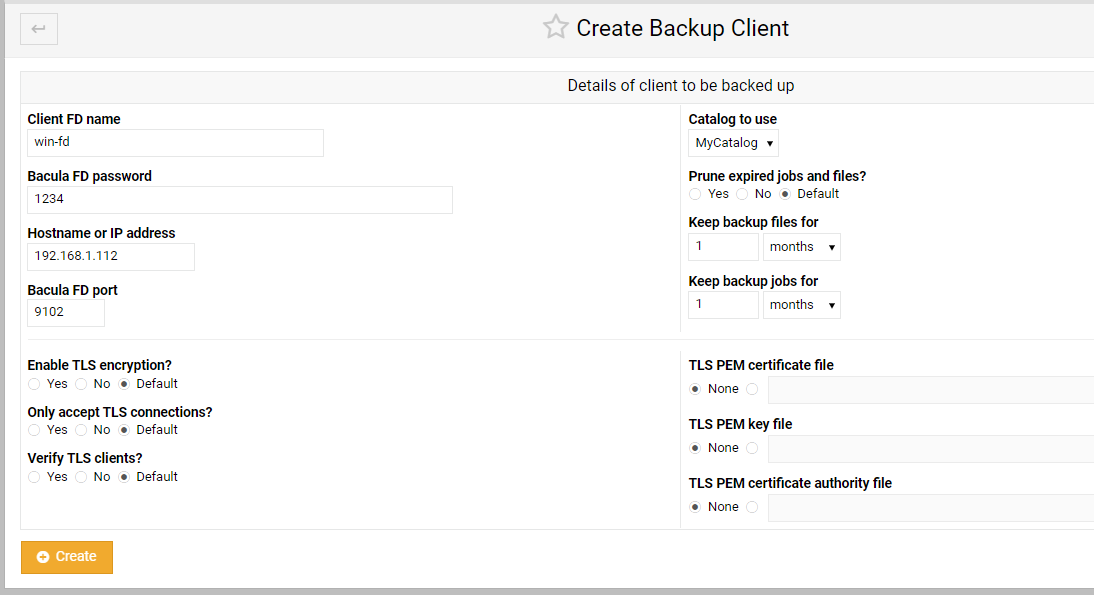 Create Backup Client
Details of client to be backed up
Client FD name
win-fd
Bacula FD password
1234
Hostname or IP address
192.168.1.112
Bacula FD port
9102
Catalog to use
MyCatalog
Prune expired jobs and files?
Yes No Default
Keep backup files for
1 months
Keep backup jobs for
1 months
Enable TLS encryption?
Yes No Default
Only accept TLS connections?
Yes No Default
Verify TLS clients?
Yes No Default
TLS PEM certificate file
None
TLS PEM key file
None
TLS PEM certificate authority file
None
Create